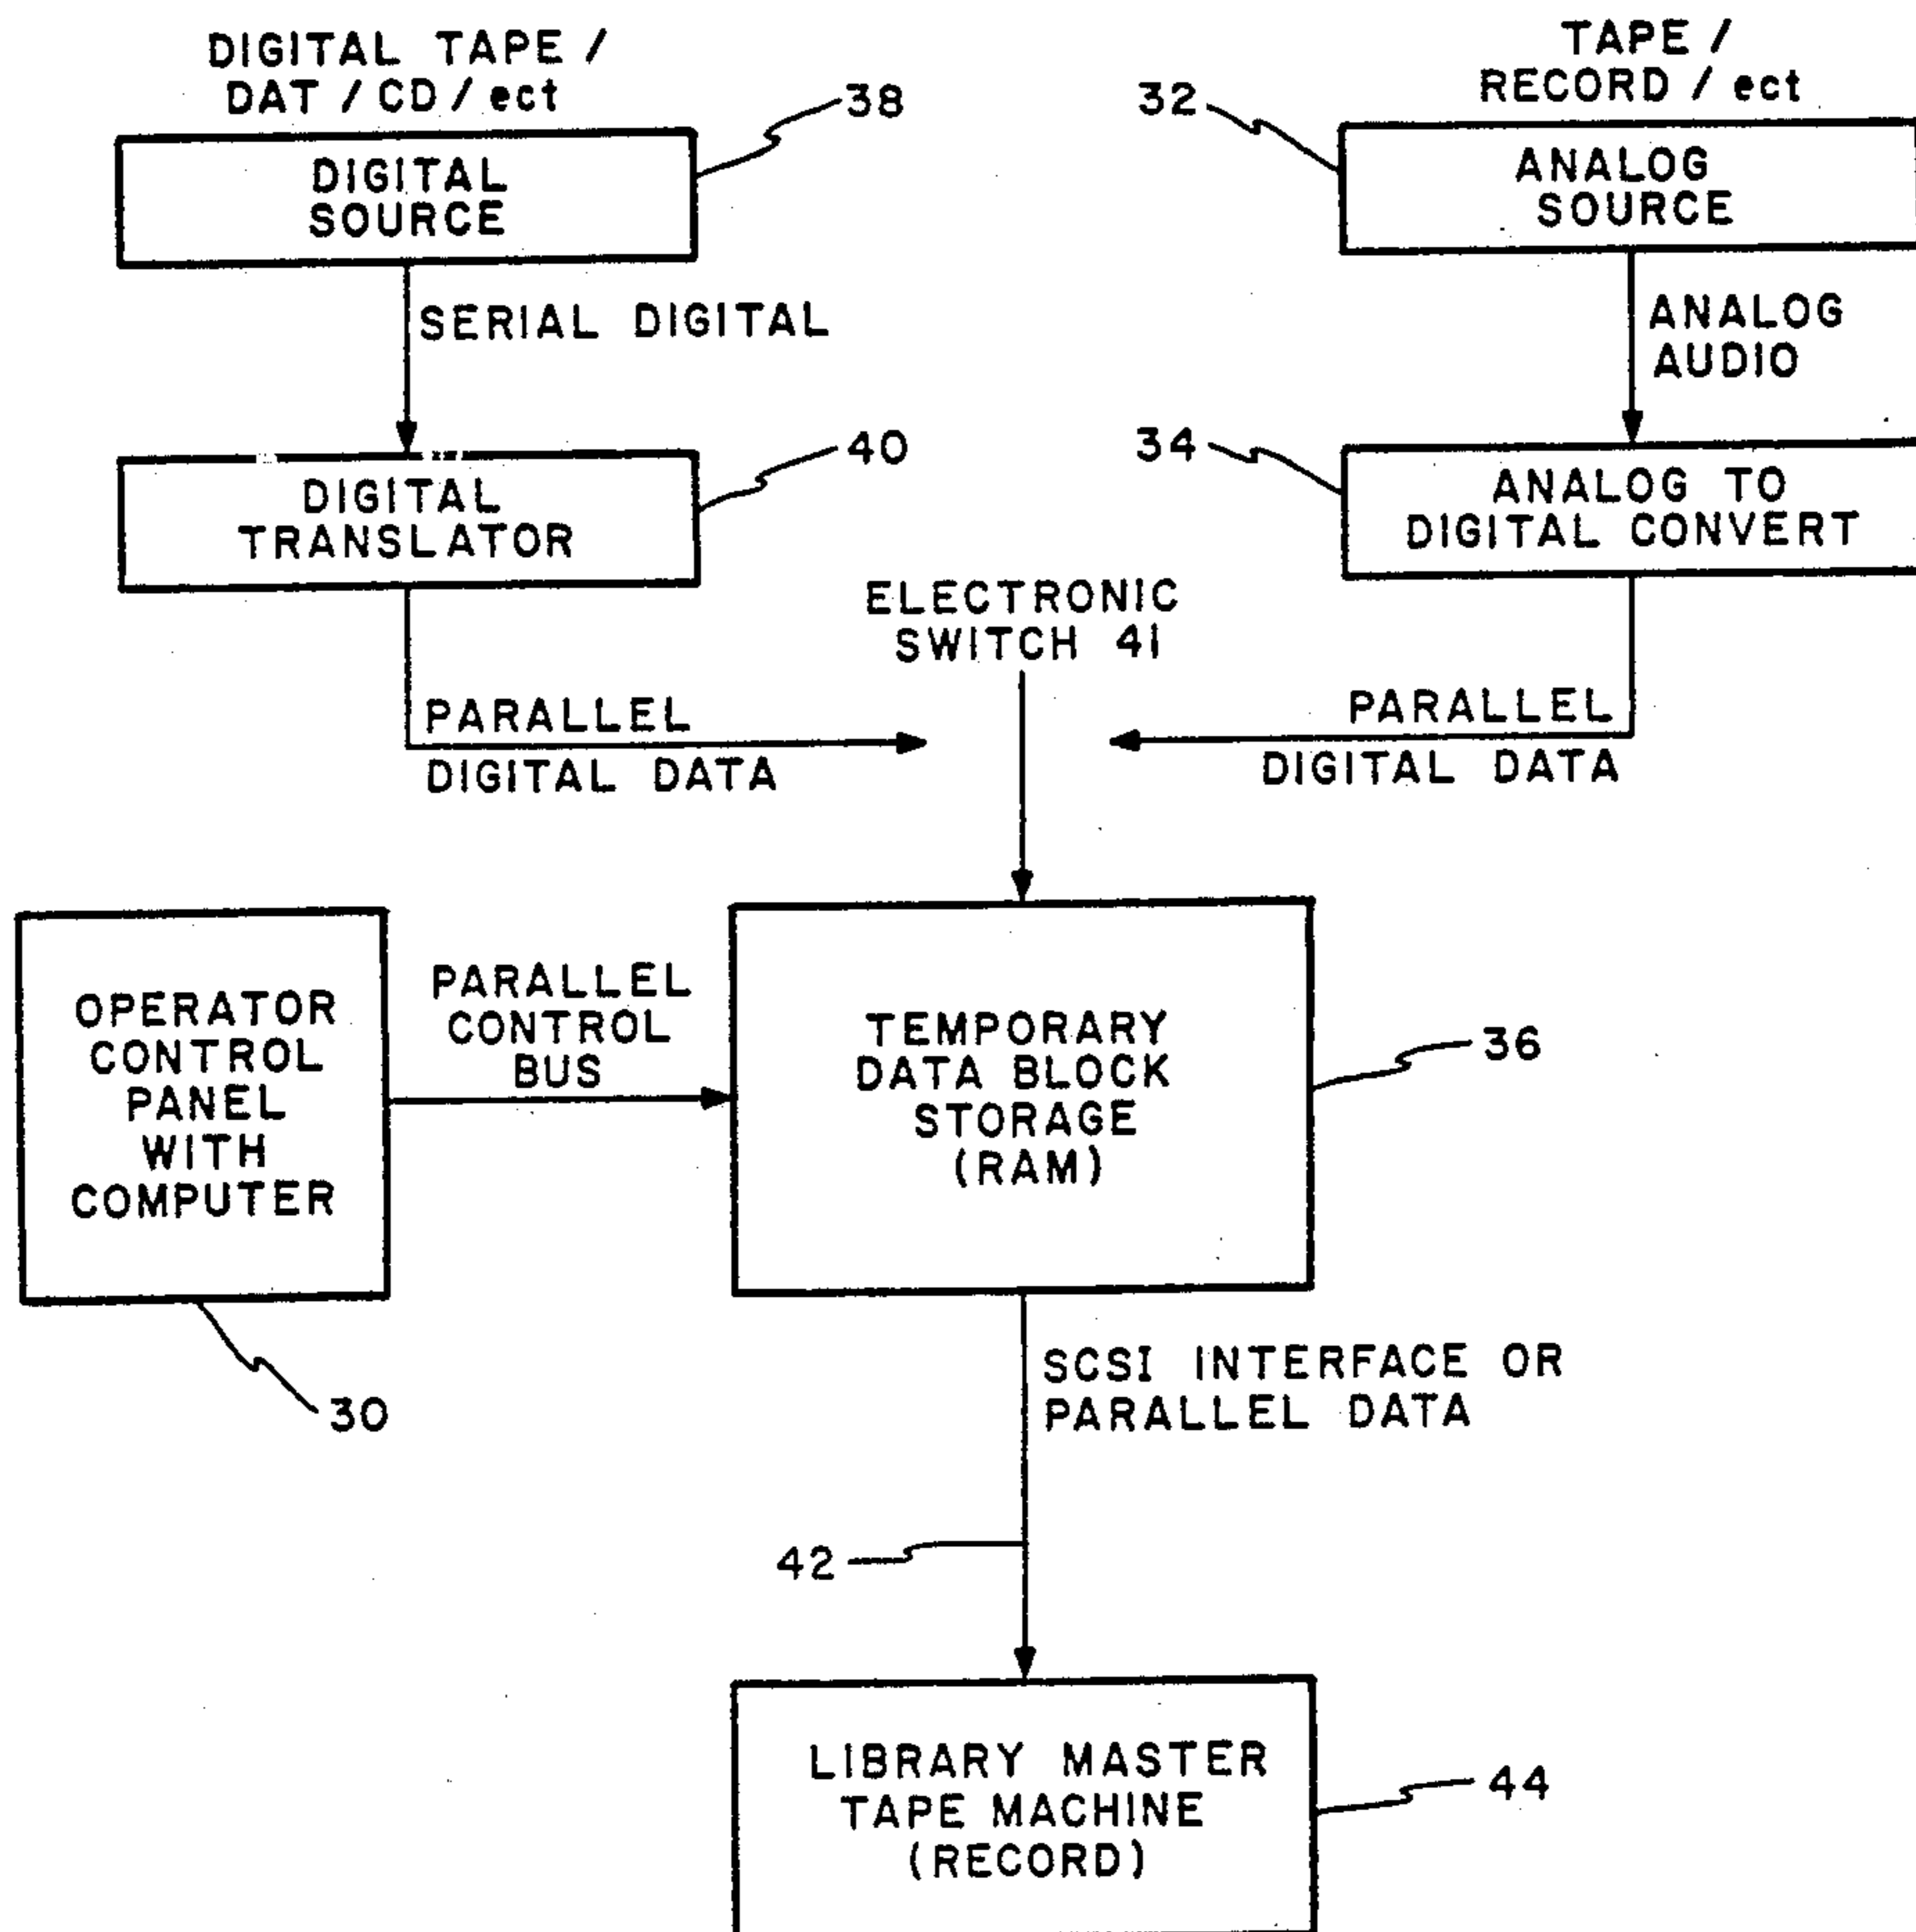 DIGITAL TAPE /
DAT / CD / ect
38
DIGITAL
SOURCE
SERIAL DIGITAL
40
DIGITAL
TRANSLATOR
PARALLEL
DIGITAL DATA
TAPE /
RECORD / ect
32
ANALOG
SOURCE
ANALOG
AUDIO
34
ANALOG TO
DIGITAL CONVERT
PARALLEL
DIGITAL DATA
ELECTRONIC
SWITCH 41
OPERATOR
CONTROL
PANEL
WITH
COMPUTER
30
PARALLEL
CONTROL
BUS
TEMPORARY
DATA BLOCK
STORAGE
(RAM)
36
SCSI INTERFACE OR
PARALLEL DATA
42
LIBRARY MASTER
TAPE MACHINE
(RECORD)
44